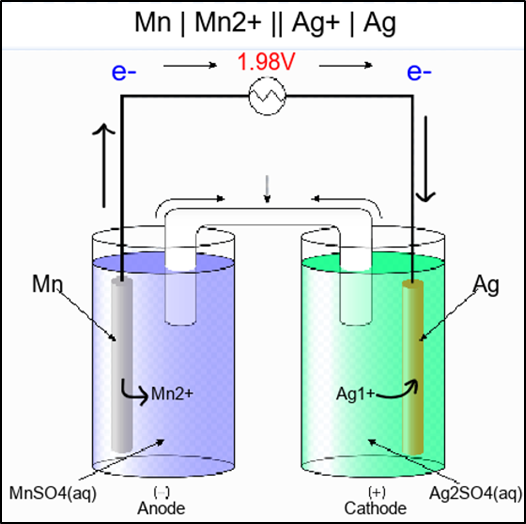 Mn | Mn2+ || Ag+ | Ag
1.98V
e-
e-
Mn
Ag
Mn2+
Ag1+
MnSO4(aq)
(−)
Anode
(+)
Cathode
Ag2SO4(aq)